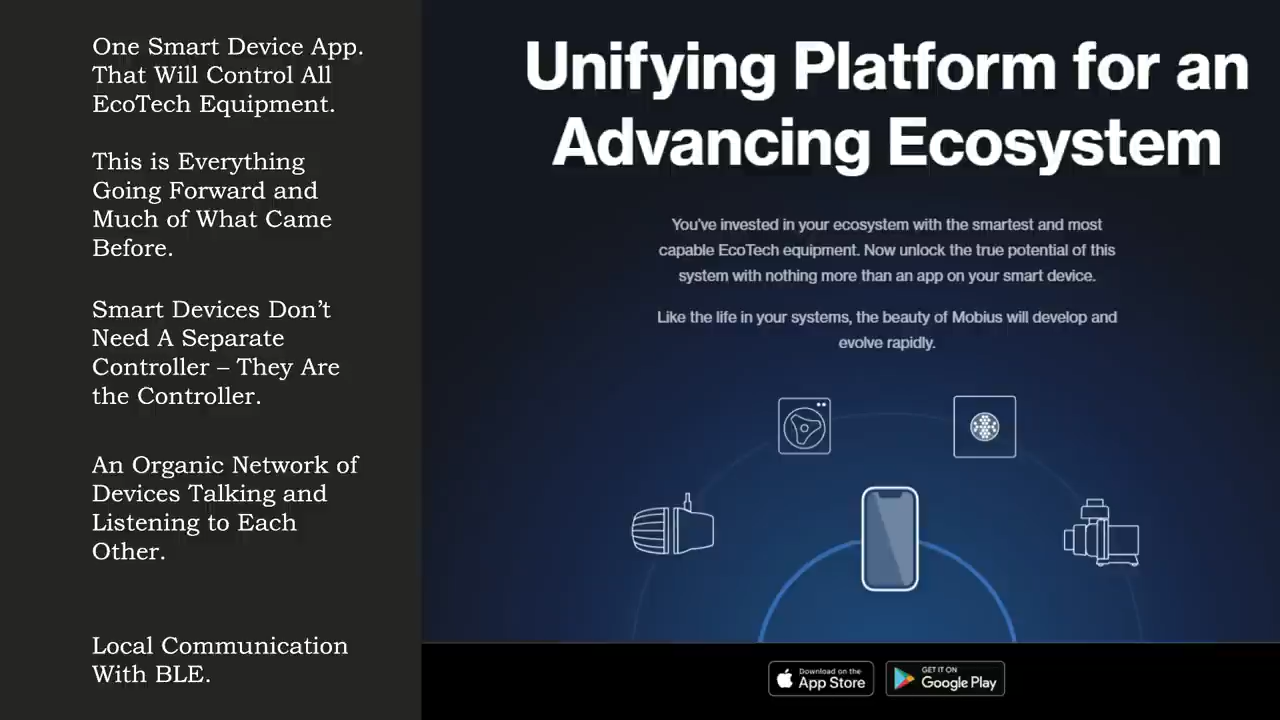 One Smart Device App.
That Will Control All
EcoTech Equipment.
This is Everything
Going Forward and
Much of What Came
Before.
Smart Devices Don’t
Need A Separate
Controller – They Are
the Controller.
An Organic Network of
Devices Talking and
Listening to Each
Other.
Local Communication
With BLE.
Unifying Platform for an
Advancing Ecosystem
You've invested in your ecosystem with the smartest and most
capable EcoTech equipment. Now unlock the true potential of this
system with nothing more than an app on your smart device.
Like the life in your systems, the beauty of Mobius will develop and
evolve rapidly.
Download on the
App Store
GET IT ON
Google Play